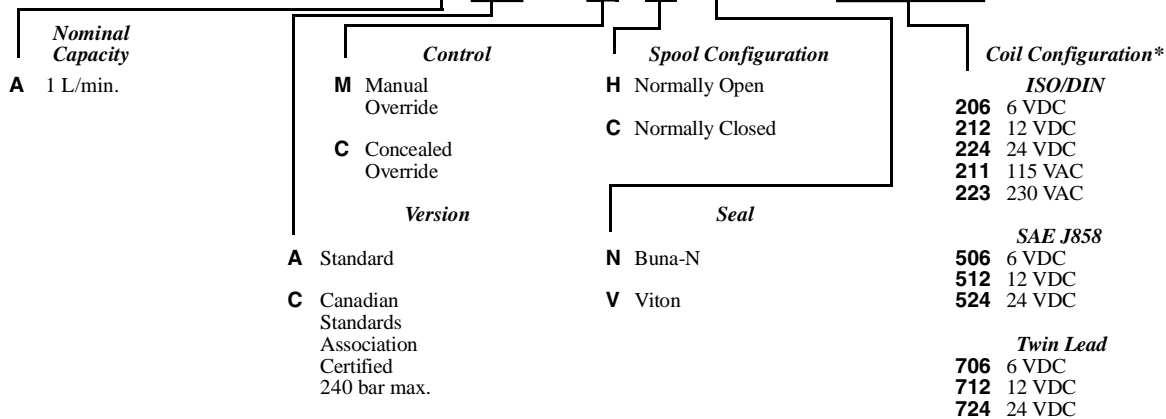 Nominal
Capacity
A 1 L/min.
Control
M Manual
Override
C Concealed
Override
Version
A Standard
C Canadian
Standards
Association
Certified
240 bar max.
Spool Configuration
H Normally Open
C Normally Closed
Seal
N Buna-N
V Viton
Coil Configuration*
ISO/DIN
206 6 VDC
212 12 VDC
224 24 VDC
211 115 VAC
223 230 VAC
SAE J858
506 6 VDC
512 12 VDC
524 24 VDC
Twin Lead
706 6 VDC
712 12 VDC
724 24 VDC